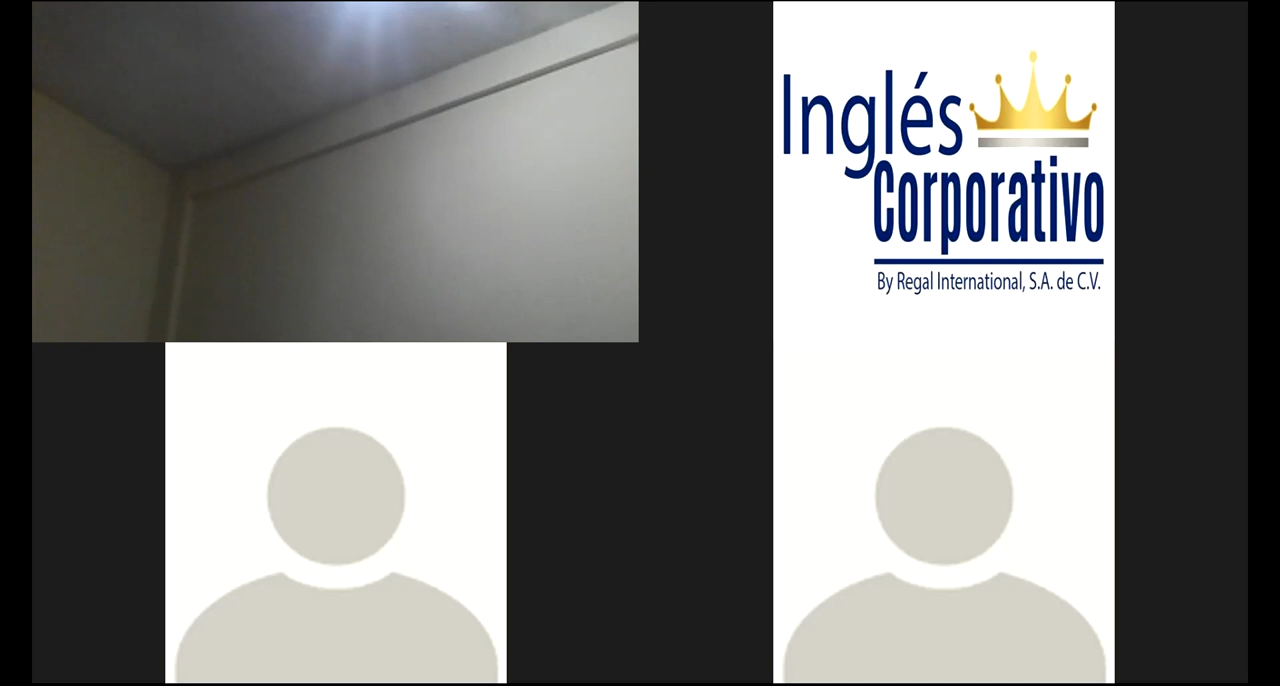 Inglés
Corporativo
By Regal International, S.A. de C.V.